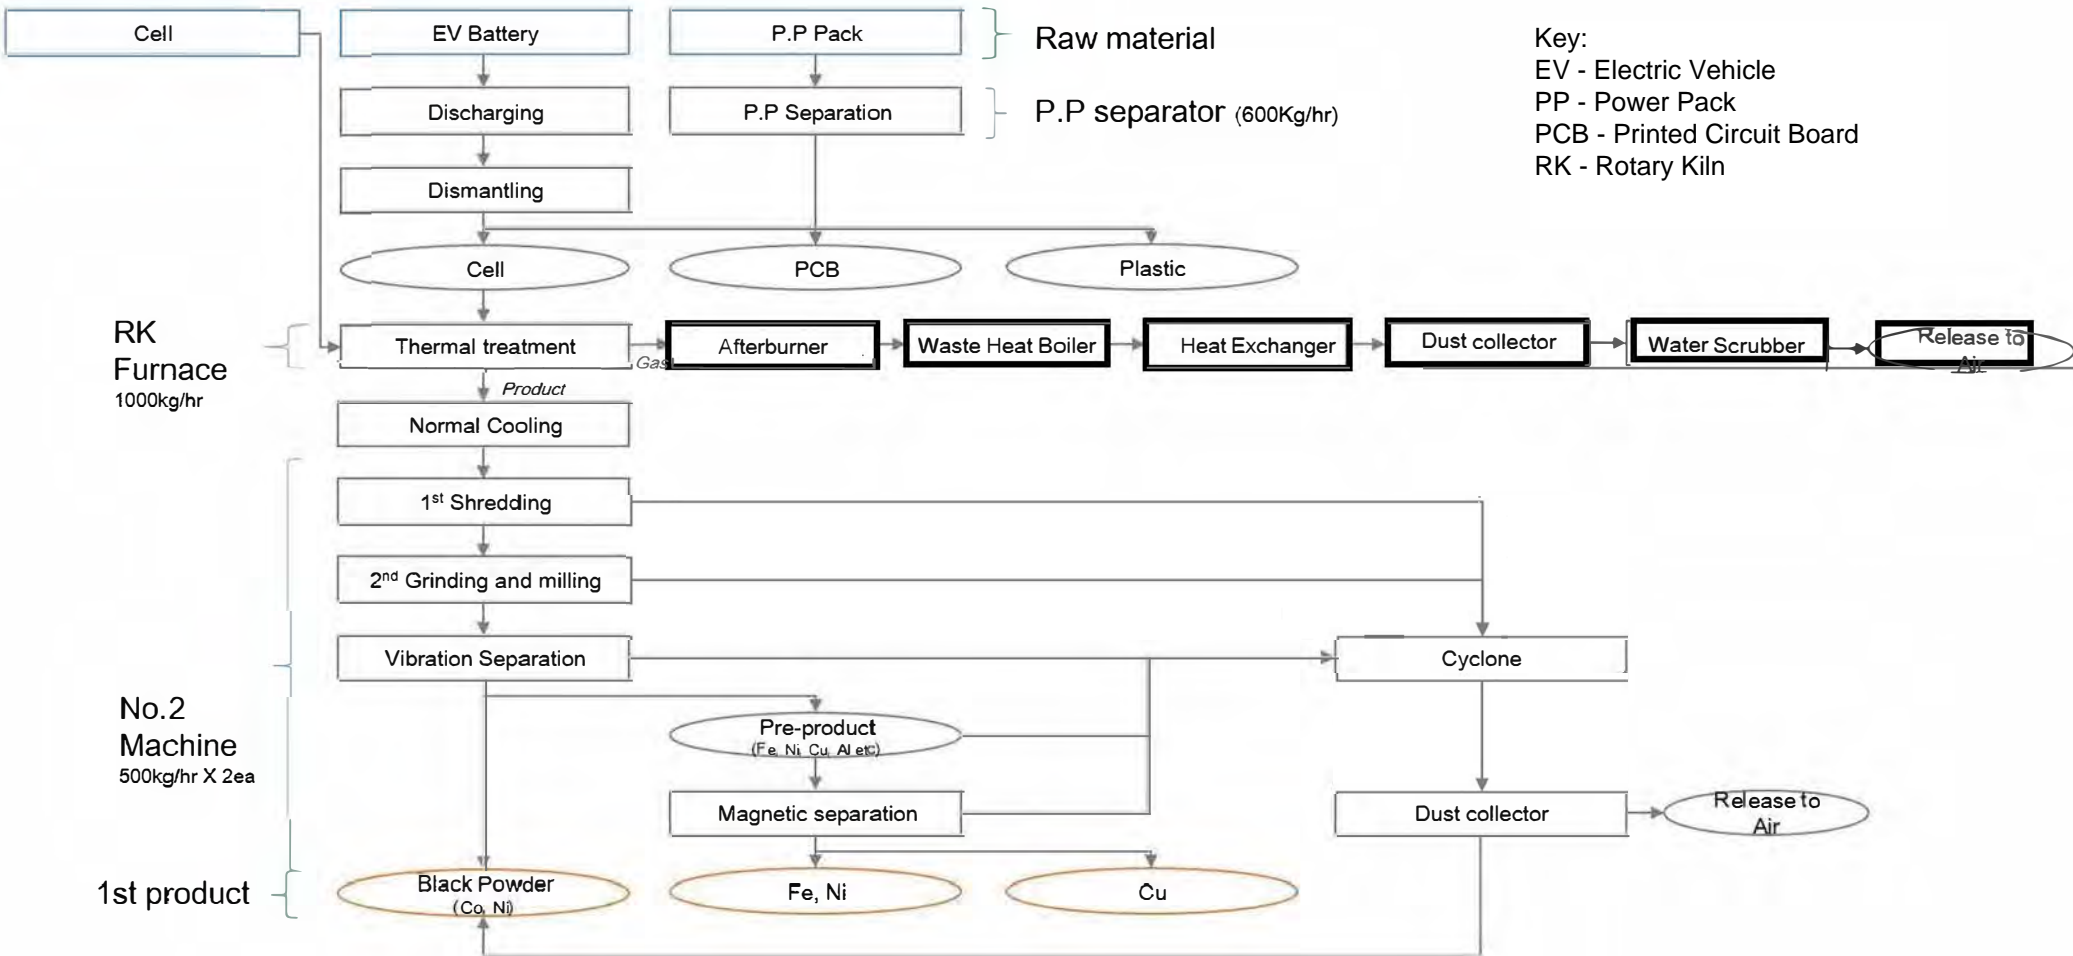 Cell
EV Battery
P.P Pack
Raw material
Key:
EV - Electric Vehicle
PP - Power Pack
PCB - Printed Circuit Board
RK - Rotary Kiln
Discharging
P.P Separation
P.P separator (600Kg/hr)
Dismantling
Cell
PCB
Plastic
RK
Furnace
1000kg/hr
Thermal treatment
Gas
Afterburner
Waste Heat Boiler
Heat Exchanger
Dust collector
Water Scrubber
Release to
Air
Product
Normal Cooling
1st Shredding
2nd Grinding and milling
Vibration Separation
Cyclone
No.2
Machine
500kg/hr X 2ea
Pre-product
(Fe, Ni, Cu, Al etc)
Magnetic separation
Dust collector
Release to
Air
1st product
Black Powder
(Co, Ni)
Fe, Ni
Cu